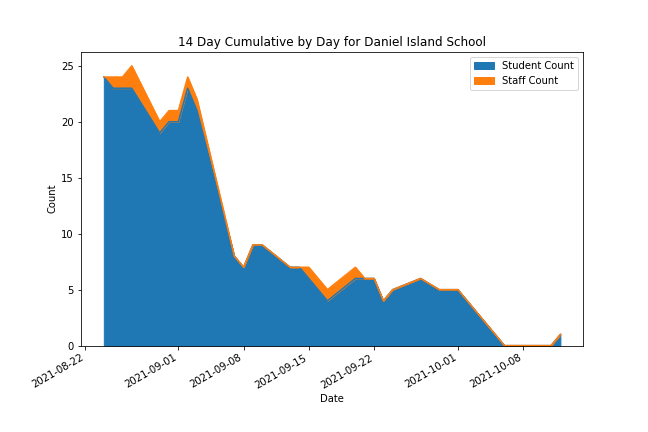 14 Day Cumulative by Day for Daniel Island School
Student Count
Staff Count
25
20
15
10
5
0
Count
2021-08-22
2021-09-01
2021-09-08
2021-09-15
2021-09-22
2021-10-01
2021-10-08
Date